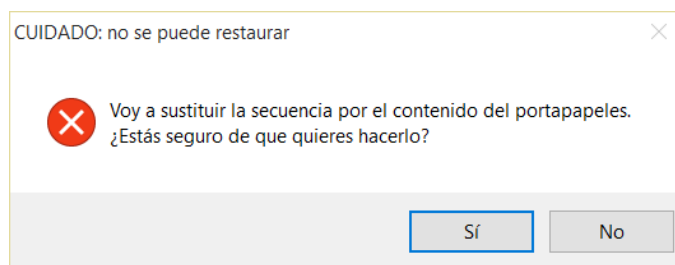 CUIDADO: no se puede restaurar
Voy a sustituir la secuencia por el contenido del portapapeles.
¿Estás seguro de que quieres hacerlo?
Sí
No